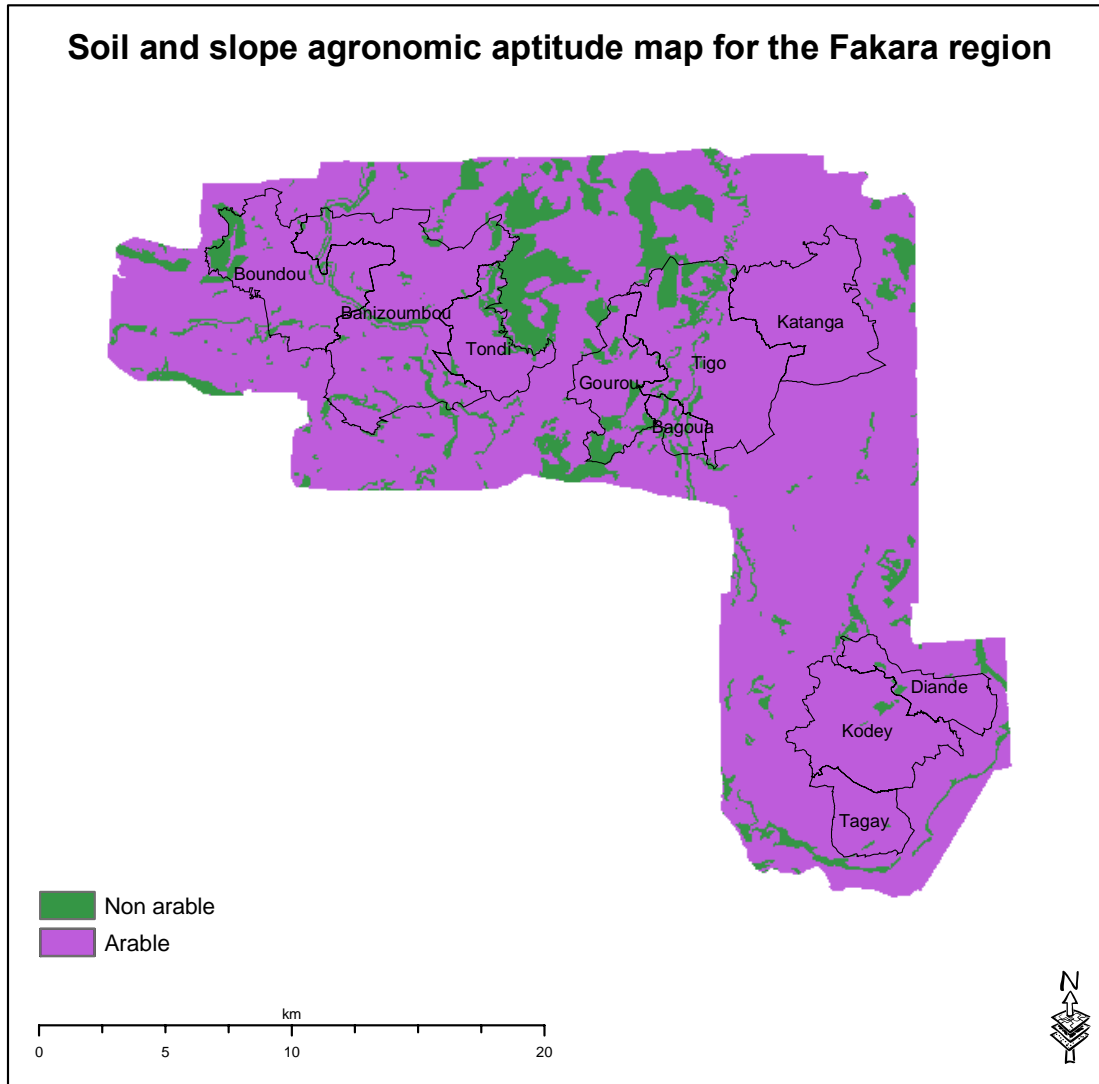 Soil and slope agronomic aptitude map for the Fakara region
Boundou
Banizoumbou
Tondi
Gourou
Tigo
Katanga
Bagoua
Diande
Kodey
Tagay
Non arable
Arable
km
0 5 10 20
N